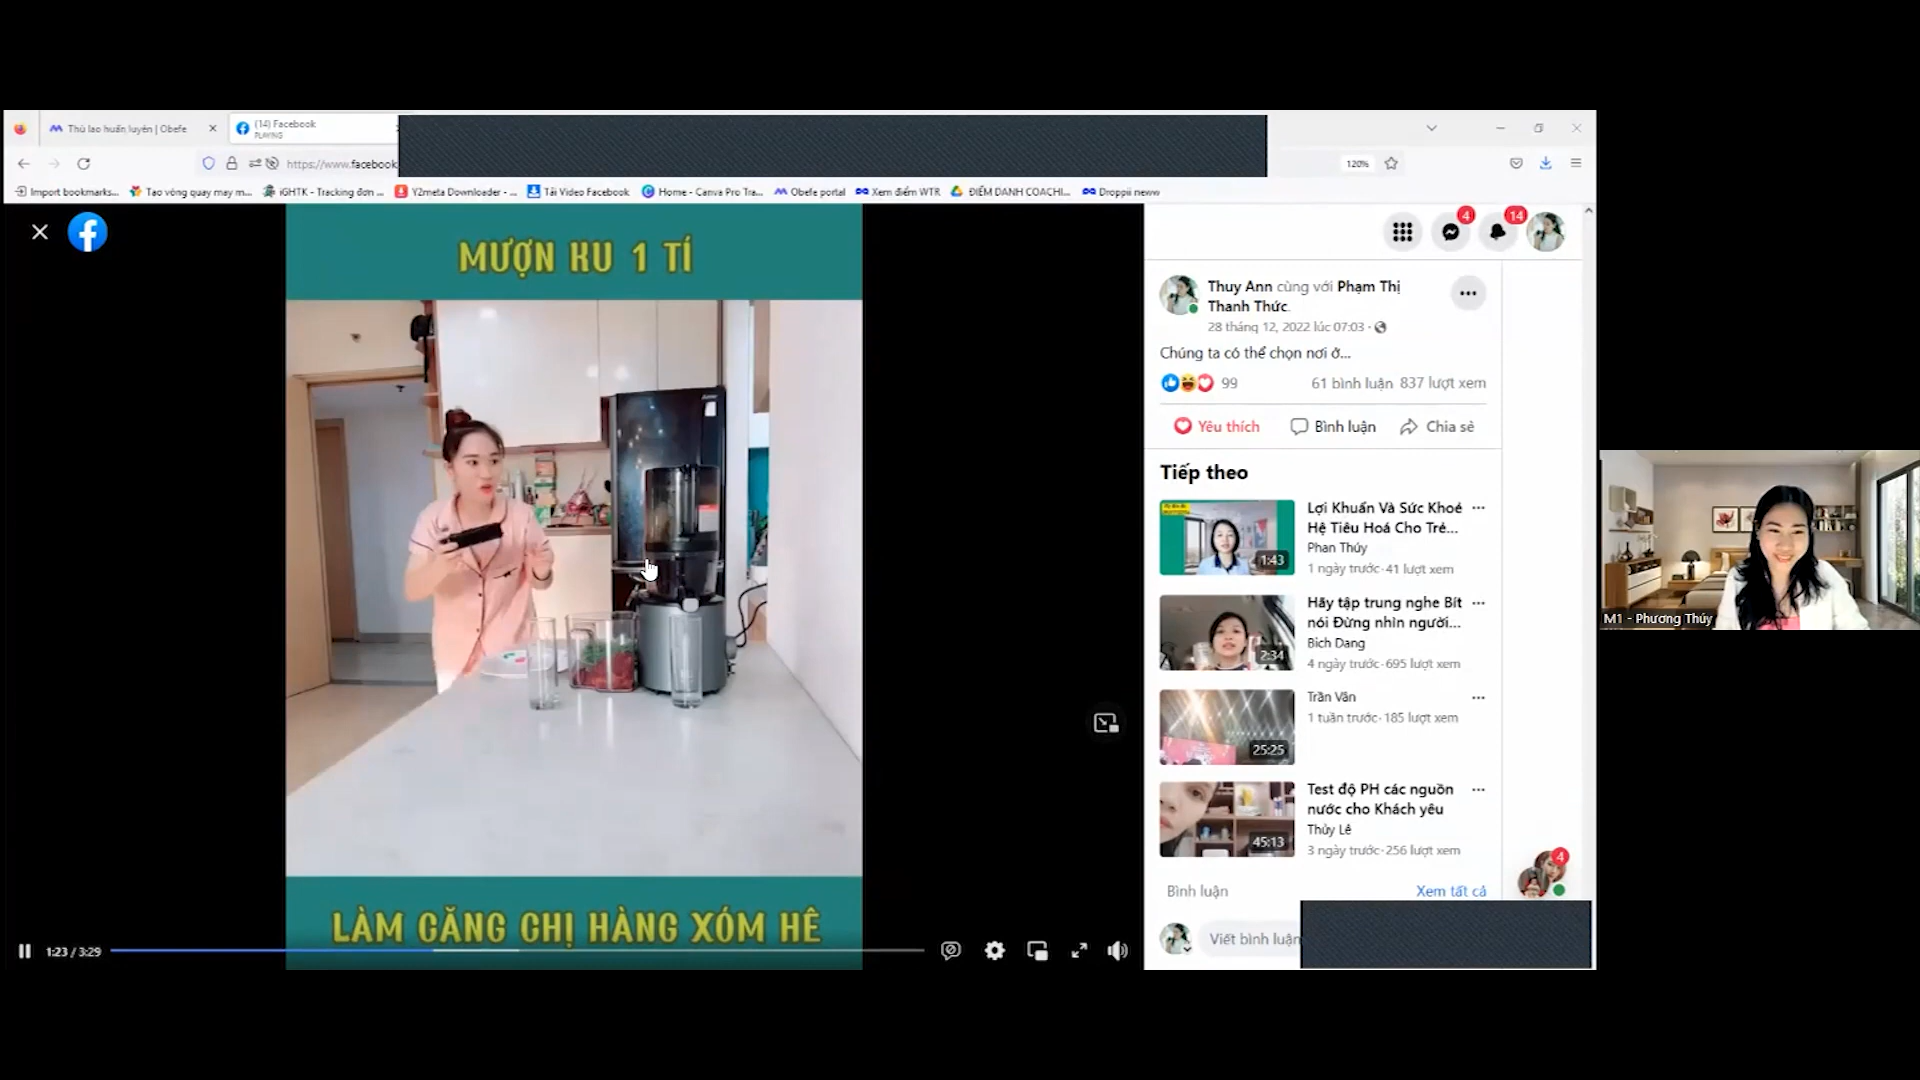 Thù lao huấn luyện | Obefe
(14) Facebook
PLAYING
https://www.facebook
120%
Import bookmarks...
Tạo vòng quay may m...
iGHTK - Tracking đơn ...
Y2meta Downloader - ...
Tải Video Facebook
Home - Canva Pro Tra...
Obefe portal
Xem điểm WTR
ĐIỂM DANH COACHI...
Droppii neww
MƯỢN KU 1 TÍ
4
14
Thuy Ann cùng với Phạm Thị
Thanh Thức.
28 tháng 12, 2022 lúc 07:03 ·
Chúng ta có thể chọn nơi ở...
99
61 bình luận 837 lượt xem
Yêu thích
Bình luận
Chia sẻ
Tiếp theo
Lợi Khuẩn Và Sức Khoẻ
Hệ Tiêu Hoá Cho Trẻ...
Phan Thúy
1 ngày trước · 41 lượt xem
1:43
Hãy tập trung nghe Bít
nói Đừng nhìn người...
Bich Dang
4 ngày trước · 695 lượt xem
2:34
Trần Vân
1 tuần trước · 185 lượt xem
25:25
Test độ PH các nguồn
nước cho Khách yêu
Thủy Lê
3 ngày trước · 256 lượt xem
45:13
4
Bình luận
Xem tất cả
Viết bình luận
LÀM GĂNG CHỊ HÀNG XÓM HÊ
1:23 / 3:29
M1 - Phương Thúy